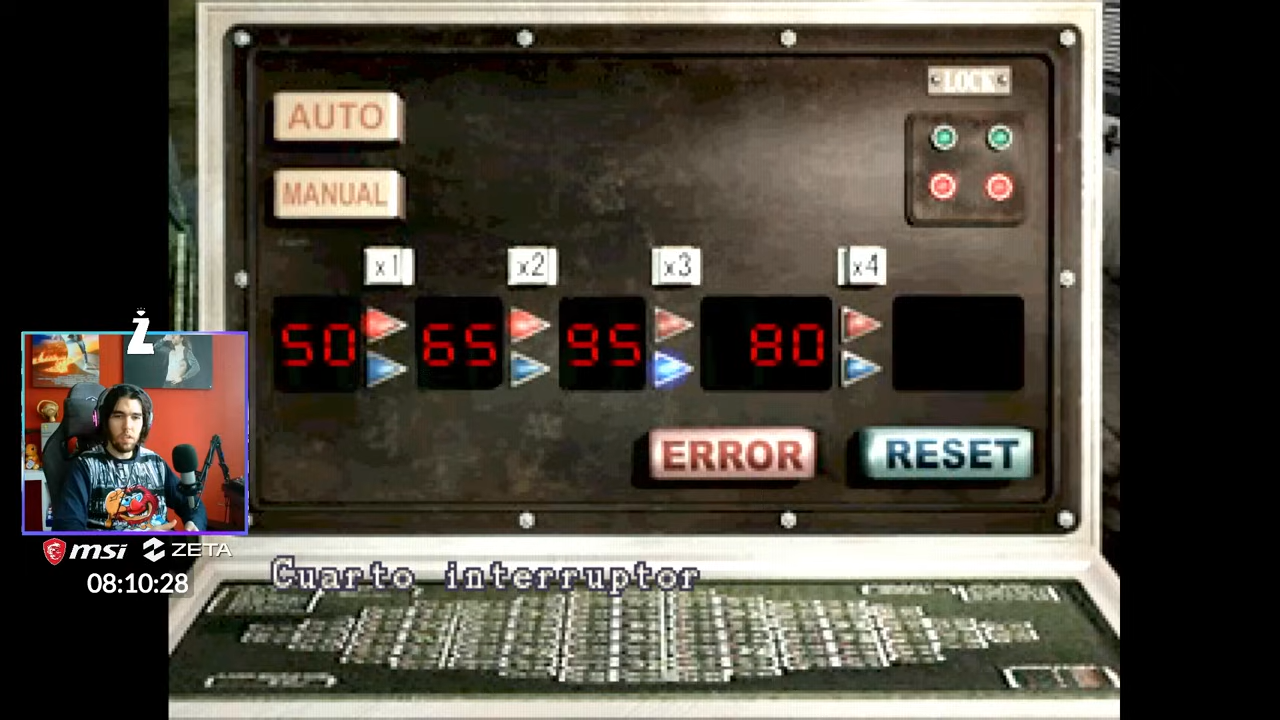 LOCK
AUTO
MANUAL
x1 x2 x3 x4
50 65 95 80
ERROR RESET
msi ZETA
08:10:28
Cuarto interruptor